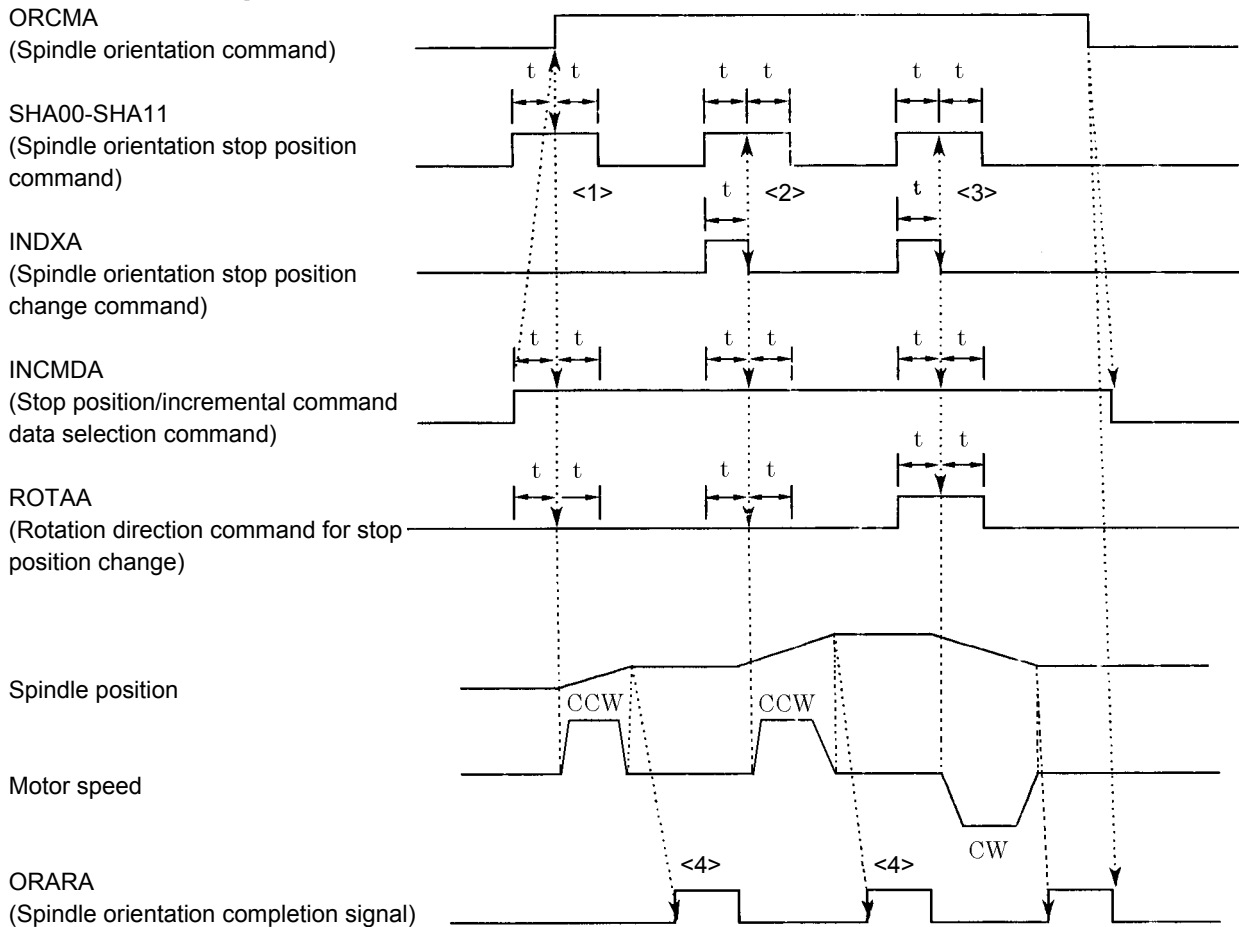 ORCMA
(Spindle orientation command)
t t t t t t
SHA00-SHA11
(Spindle orientation stop position
command)
<1> t <2> t <3>
INDXA
(Spindle orientation stop position
change command)
t t t t t t
INCMDA
(Stop position/incremental command
data selection command)
t t
t t t t
ROTAA
(Rotation direction command for stop
position change)
Spindle position
CCW CCW
Motor speed
CW
<4> <4>
ORARA
(Spindle orientation completion signal)